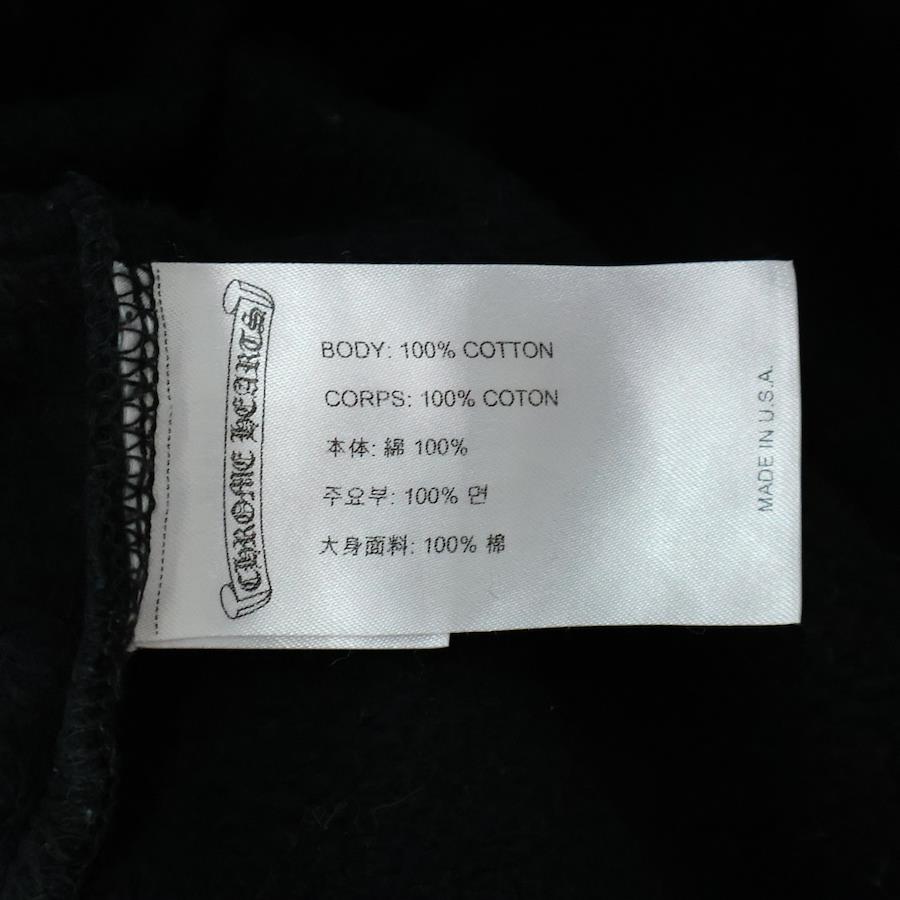 CHROME HEARTS
BODY: 100% COTTON
CORPS: 100% COTON
本体: 綿 100%
주요부: 100% 면
大身面料: 100% 棉
MADE IN U.S.A.